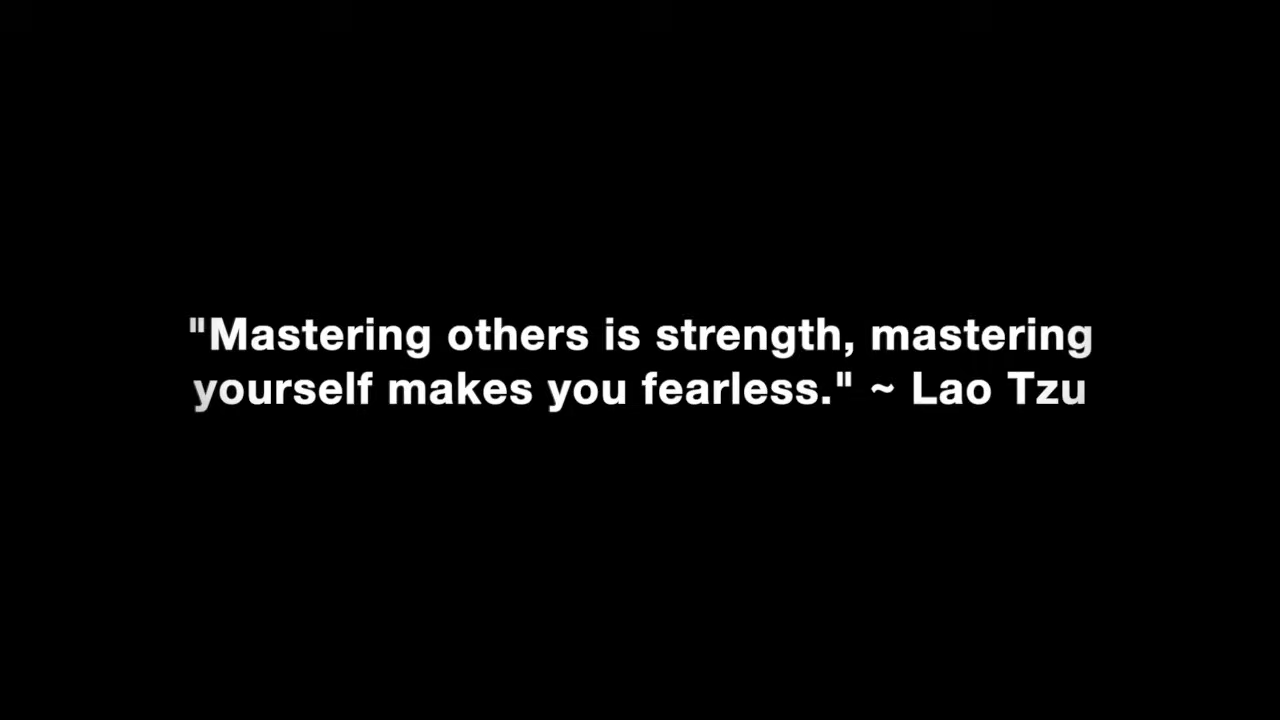 "Mastering others is strength, mastering
yourself makes you fearless." ~ Lao Tzu